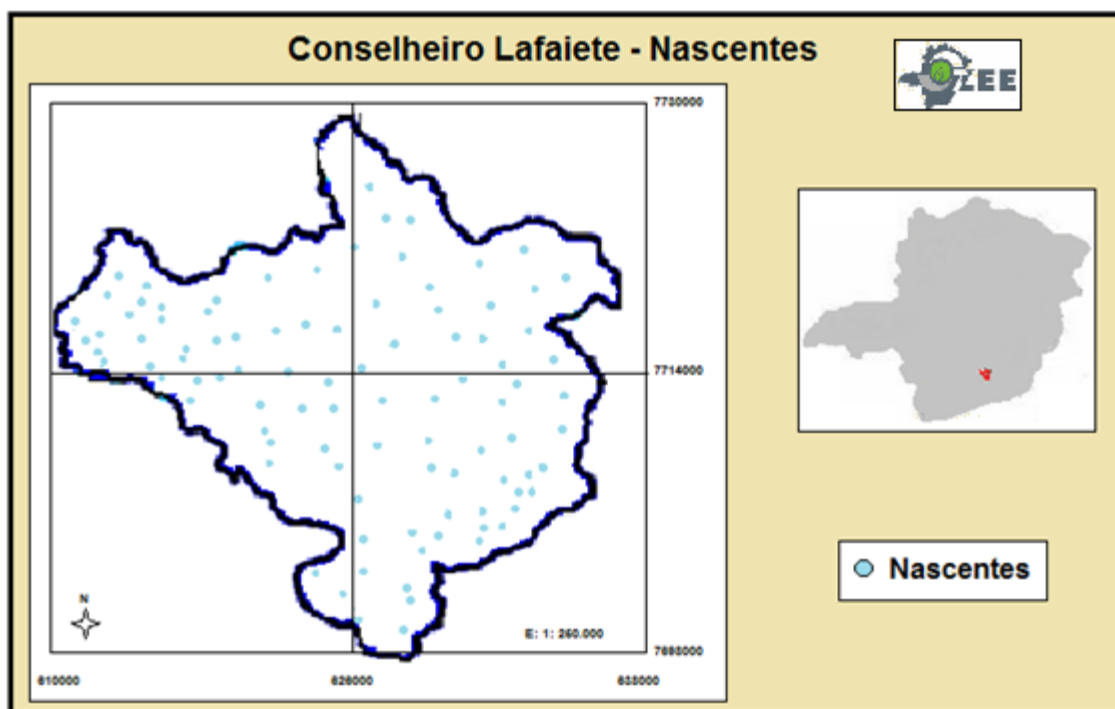 Conselheiro Lafaiete - Nascentes
ZEE
7730000
7714000
Nascentes
N
E: 1: 260.000
7698000
610000
626000
638000